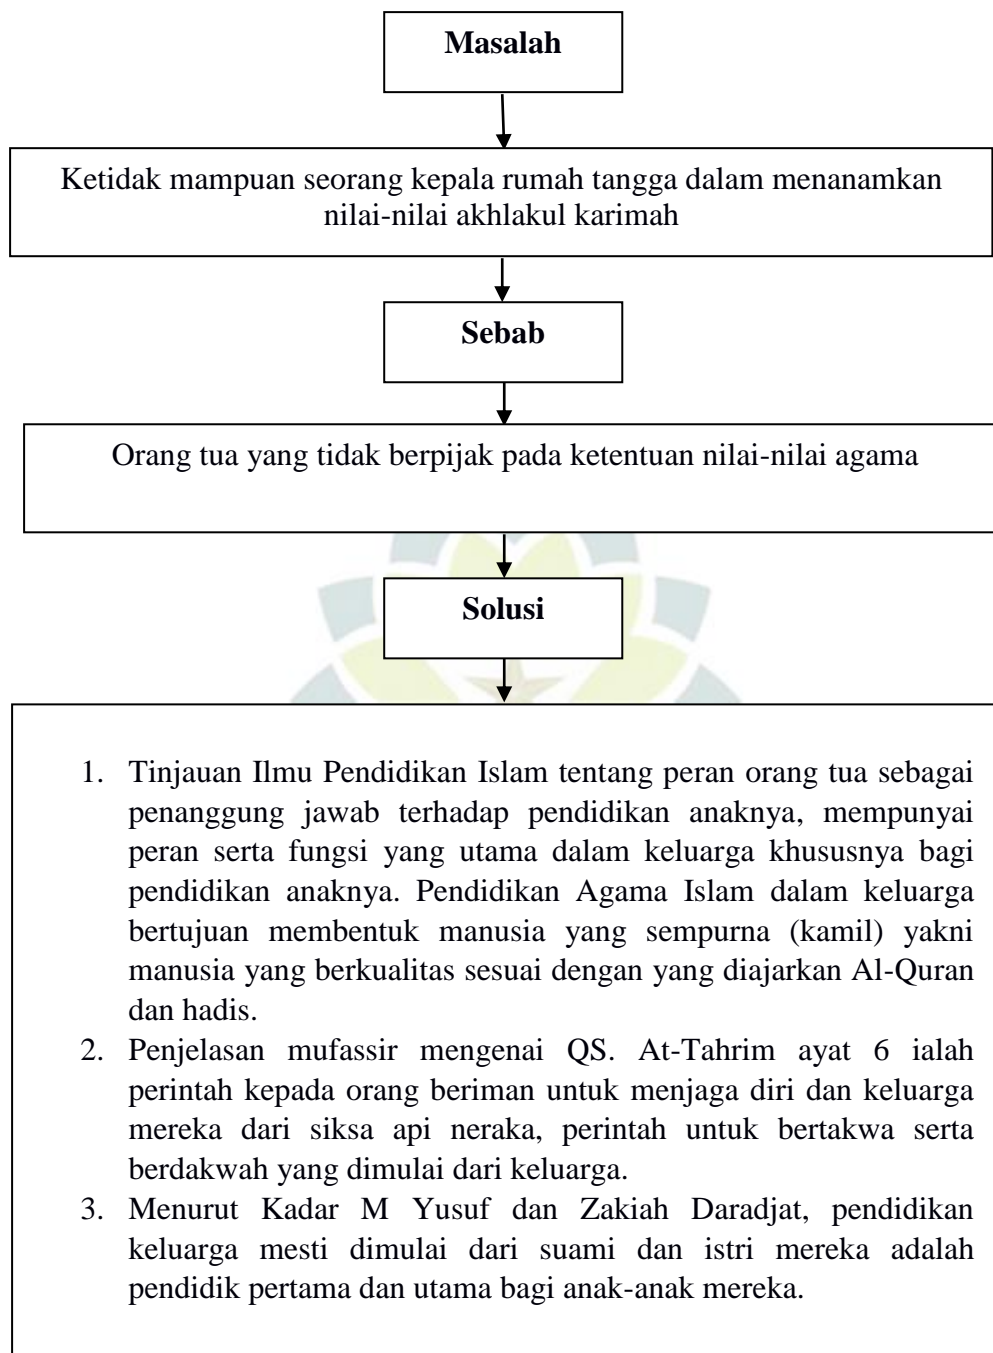 Masalah
Ketidak mampuan seorang kepala rumah tangga dalam menanamkan
nilai-nilai akhlakul karimah
Sebab
Orang tua yang tidak berpijak pada ketentuan nilai-nilai agama
Solusi
1. Tinjauan Ilmu Pendidikan Islam tentang peran orang tua sebagai
penanggung jawab terhadap pendidikan anaknya, mempunyai
peran serta fungsi yang utama dalam keluarga khususnya bagi
pendidikan anaknya. Pendidikan Agama Islam dalam keluarga
bertujuan membentuk manusia yang sempurna (kamil) yakni
manusia yang berkualitas sesuai dengan yang diajarkan Al-Quran
dan hadis.
2. Penjelasan mufassir mengenai QS. At-Tahrim ayat 6 ialah
perintah kepada orang beriman untuk menjaga diri dan keluarga
mereka dari siksa api neraka, perintah untuk bertakwa serta
berdakwah yang dimulai dari keluarga.
3. Menurut Kadar M Yusuf dan Zakiah Daradjat, pendidikan
keluarga mesti dimulai dari suami dan istri mereka adalah
pendidik pertama dan utama bagi anak-anak mereka.